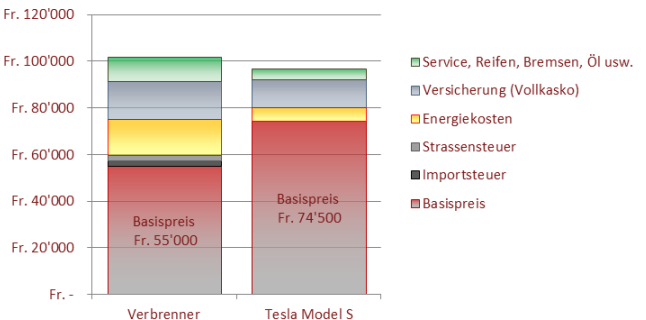 Fr. 120'000
Fr. 100'000
Fr. 80'000
Fr. 60'000
Fr. 40'000
Fr. 20'000
Fr. -
Basispreis
Fr. 55'000
Basispreis
Fr. 74'500
Verbrenner
Tesla Model S
Service, Reifen, Bremsen, Öl usw.
Versicherung (Vollkasko)
Energiekosten
Strassensteuer
Importsteuer
Basispreis